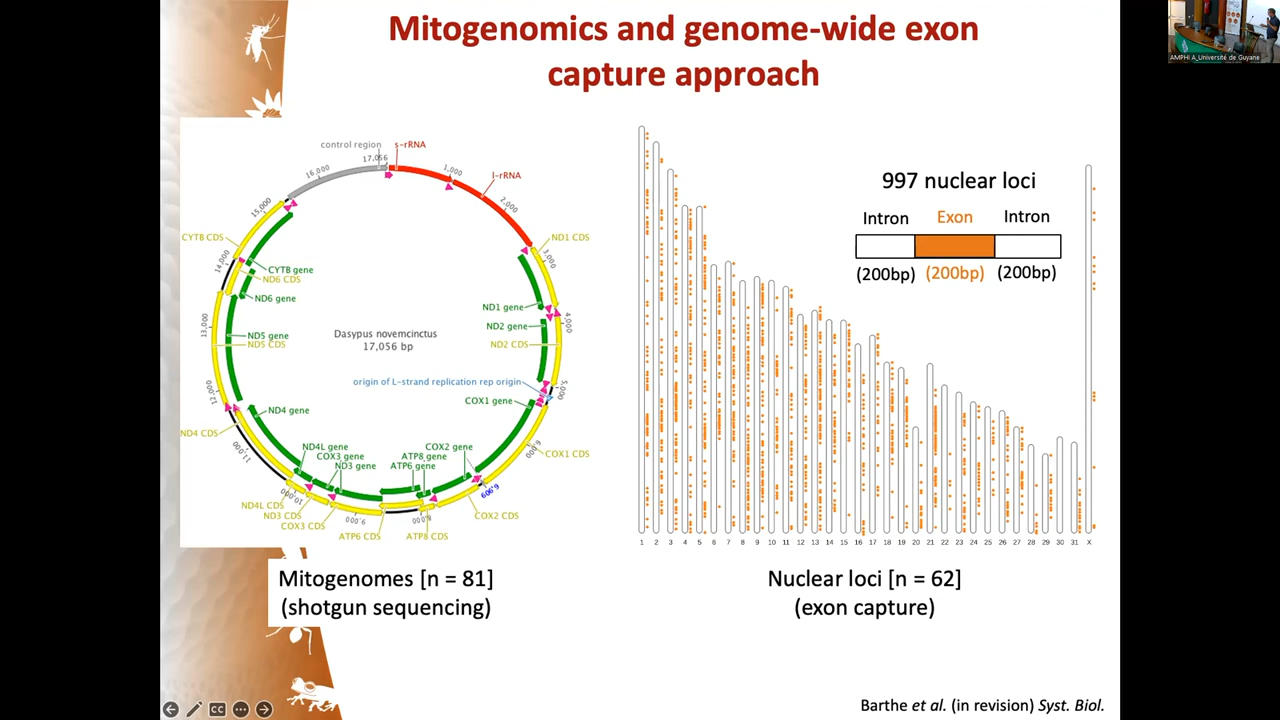 Mitogenomics and genome-wide exon
capture approach
AMPHI A_Université de Guyane
control region
s-rRNA
17,056
1,000
16,000
l-rRNA
2,000
15,000
CYTB CDS
ND1 CDS
3,000
14,000
CYTB gene
ND6 CDS
ND6 gene
ND1 gene
4,000
ND2 gene
13,000
ND5 gene
ND5 CDS
Dasypus novemcinctus
17,056 bp
ND2 CDS
origin of L-strand replication rep origin
5,000
12,000
COX1 gene
ND4 gene
ND4 CDS
11,000
ND4L gene
COX3 gene
ND3 gene
COX2 gene
ATP8 gene
ATP6 gene
6,000
COX1 CDS
6,909
10,000
ND4L CDS
ND3 CDS
COX3 CDS
9,000
8,000
COX2 CDS
ATP6 CDS
ATP8 CDS
Mitogenomes [n = 81]
(shotgun sequencing)
997 nuclear loci
Intron Exon Intron
(200bp) (200bp) (200bp)
1 2 3 4 5 6 7 8 9 10 11 12 13 14 15 16 17 18 19 20 21 22 23 24 25 26 27 28 29 30 31 X
Nuclear loci [n = 62]
(exon capture)
Barthe et al. (in revision) Syst. Biol.
CC